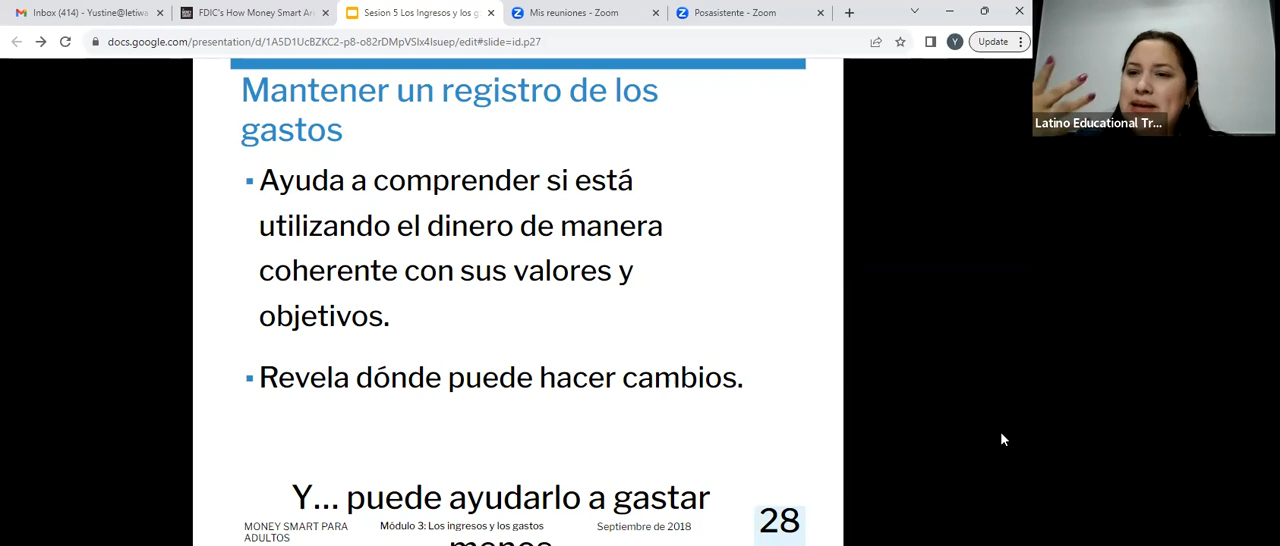 Inbox (414) - Yustine@letiwa
FDIC's How Money Smart Are
Sesion 5 Los Ingresos y los g
Mis reuniones - Zoom
Posasistente - Zoom
docs.google.com/presentation/d/1A5D1UcBZKC2-p8-o82rDMpVSlx4Isuep/edit#slide=id.p27
Y
Update
Latino Educational Tr...
Mantener un registro de los
gastos
Ayuda a comprender si está
utilizando el dinero de manera
coherente con sus valores y
objetivos.
Revela dónde puede hacer cambios.
Y... puede ayudarlo a gastar
menos
MONEY SMART PARA
ADULTOS
Módulo 3: Los ingresos y los gastos
Septiembre de 2018
28